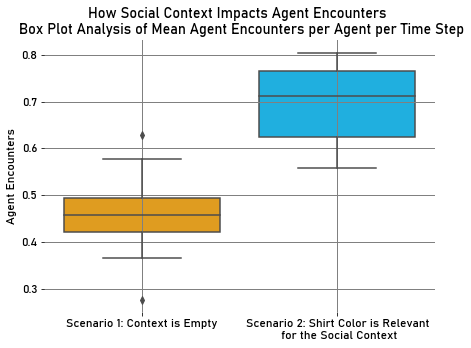 How Social Context Impacts Agent Encounters
Box Plot Analysis of Mean Agent Encounters per Agent per Time Step
0.8
0.7
0.6
0.5
0.4
0.3
Agent Encounters
Scenario 1: Context is Empty
Scenario 2: Shirt Color is Relevant
for the Social Context